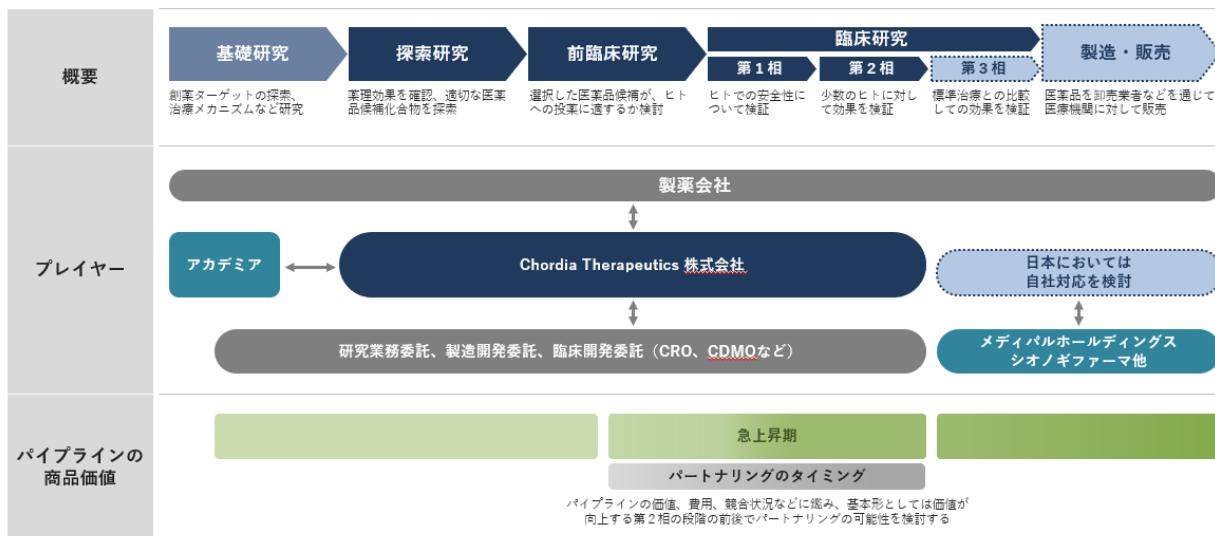 概要
基礎研究
探索研究
前臨床研究
臨床研究
第1相
第2相
第3相
製造・販売
創薬ターゲットの探索、
治療メカニズムなど研究
薬理効果を確認、適切な医薬
品候補化合物を探索
選択した医薬品候補が、ヒト
への投薬に適するか検討
ヒトでの安全性に
ついて検証
少数のヒトに対し
て効果を検証
標準治療との比較
しての効果を検証
医薬品を卸売業者などを通じて
医療機関に対して販売
プレイヤー
製薬会社
アカデミア
Chordia Therapeutics 株式会社
日本においては
自社対応を検討
研究業務委託、製造開発委託、臨床開発委託（CRO、CDMOなど）
メディパルホールディングス
シオノギファーマ他
パイプラインの
商品価値
急上昇期
パートナリングのタイミング
パイプラインの価値、費用、競合状況などに鑑み、基本形としては価値が
向上する第2相の段階の前後でパートナリングの可能性を検討する